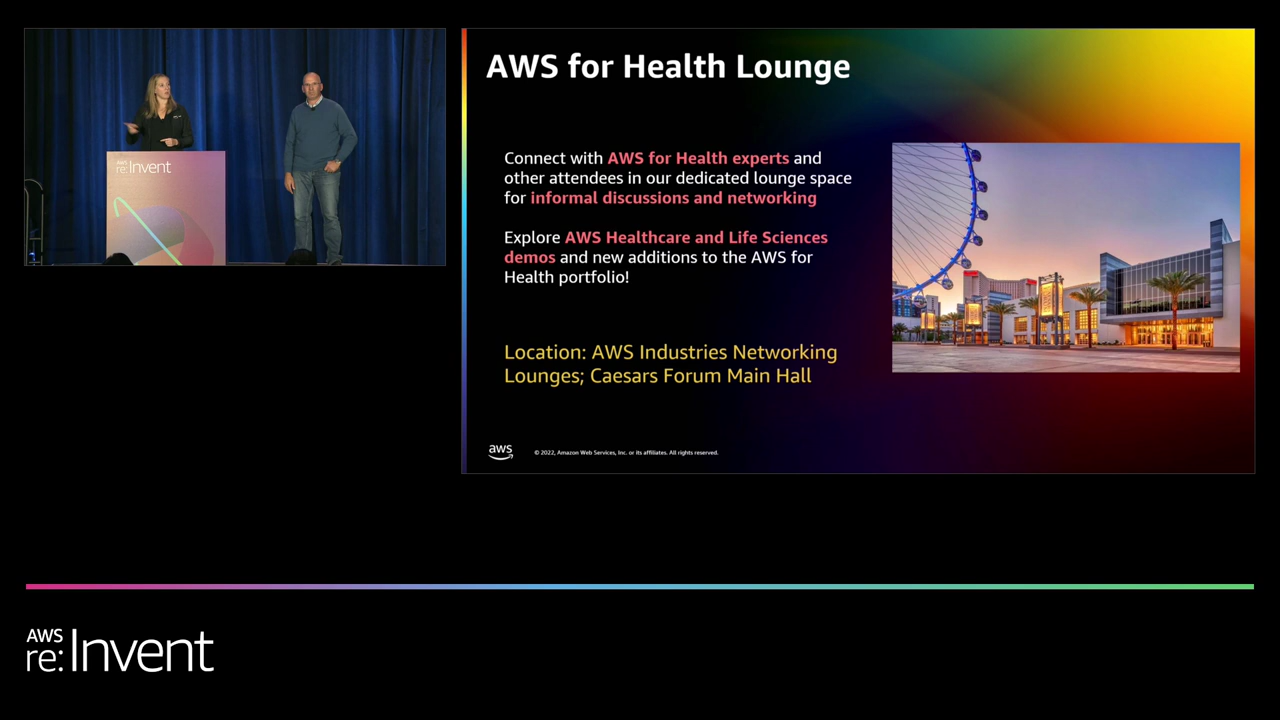 AWS
re:Invent
AWS for Health Lounge
Connect with AWS for Health experts and
other attendees in our dedicated lounge space
for informal discussions and networking
Explore AWS Healthcare and Life Sciences
demos and new additions to the AWS for
Health portfolio!
Location: AWS Industries Networking
Lounges; Caesars Forum Main Hall
aws
© 2022, Amazon Web Services, Inc. or its affiliates. All rights reserved.
AWS
re:Invent